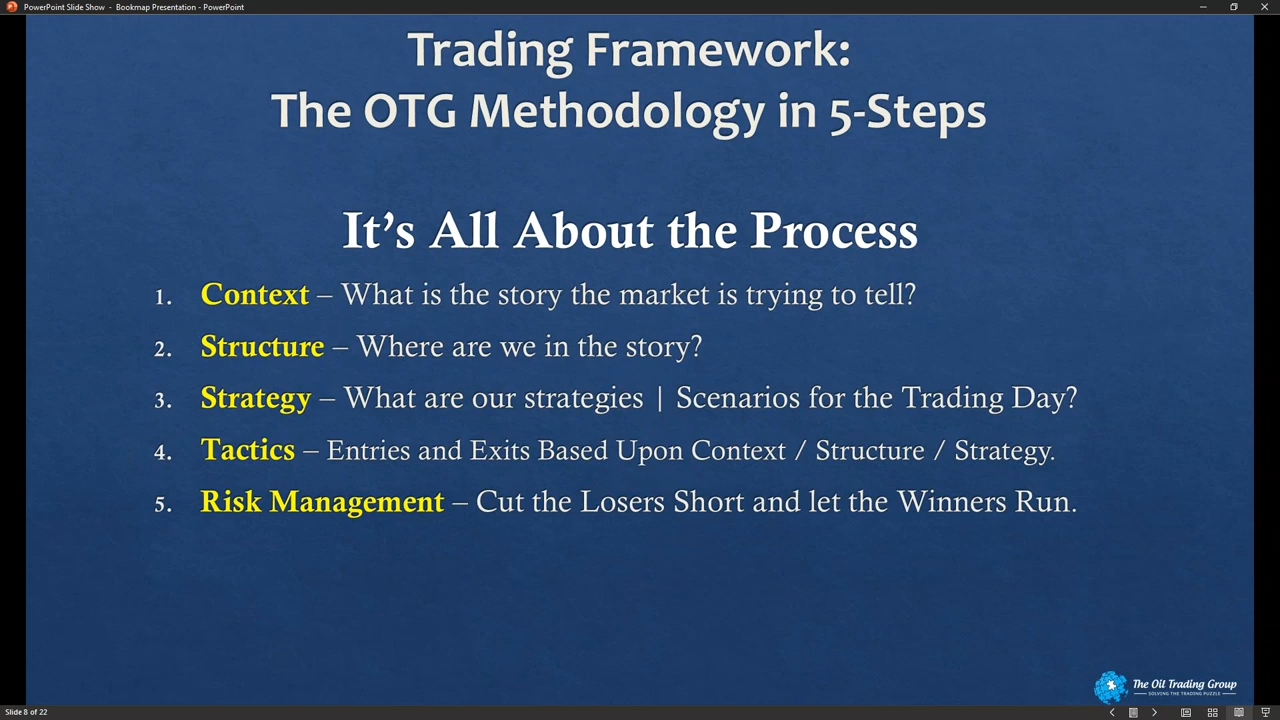 PowerPoint Slide Show - Bookmap Presentation - PowerPoint
Trading Framework:
The OTG Methodology in 5-Steps
It's All About the Process
1. Context – What is the story the market is trying to tell?
2. Structure – Where are we in the story?
3. Strategy – What are our strategies | Scenarios for the Trading Day?
4. Tactics – Entries and Exits Based Upon Context / Structure / Strategy.
5. Risk Management – Cut the Losers Short and let the Winners Run.
The Oil Trading Group
SOLVING THE TRADING PUZZLE
Slide 8 of 22